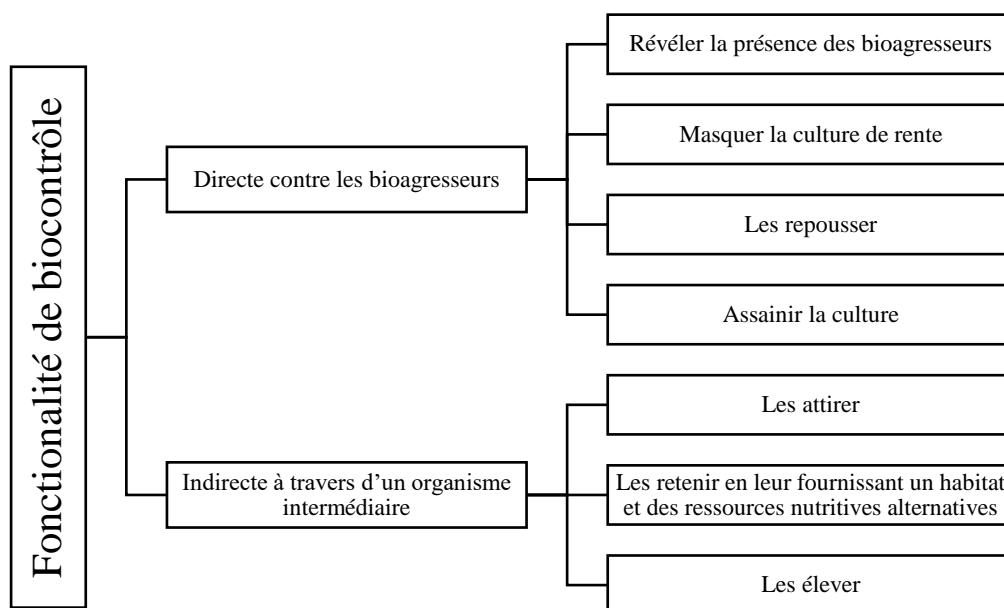 Fonctionalité de biocontrôle
Directe contre les bioagresseurs
Révéler la présence des bioagresseurs
Masquer la culture de rente
Les repousser
Assainir la culture
Indirecte à travers d’un organisme
intermédiaire
Les attirer
Les retenir en leur fournissant un habitat
et des ressources nutritives alternatives
Les élever